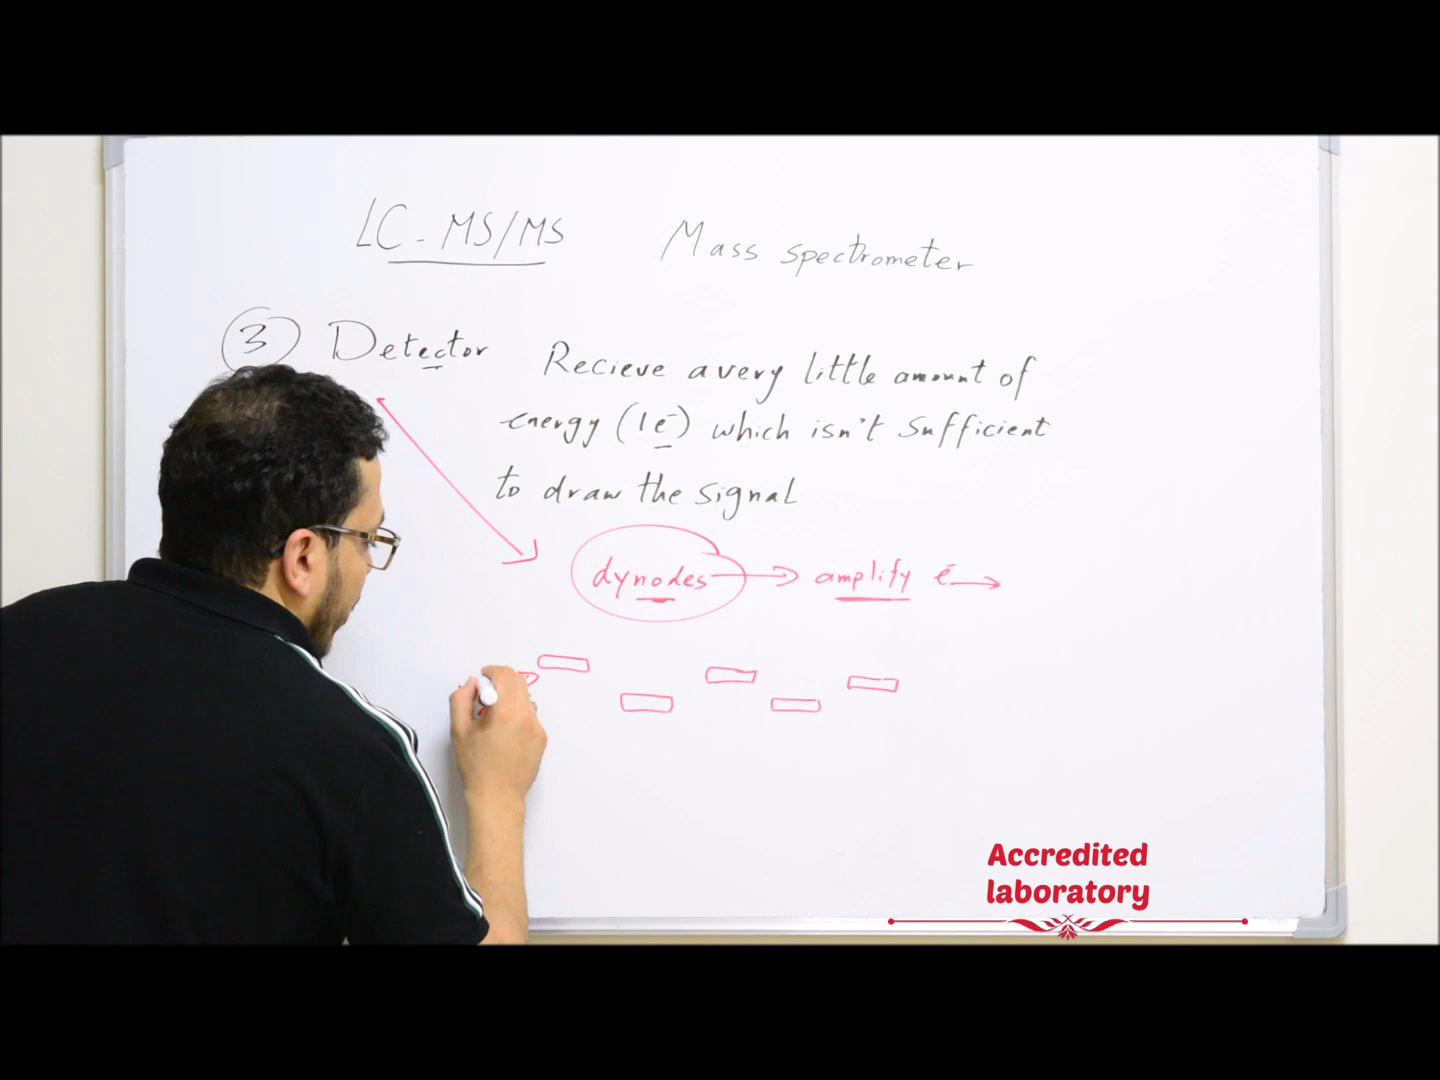 LC-MS/MS Mass spectrometer
3 Detector Recieve a very little amount of
energy (1e-) which isn't sufficient
to draw the signal
dynodes → amplify e- →
Accredited
laboratory